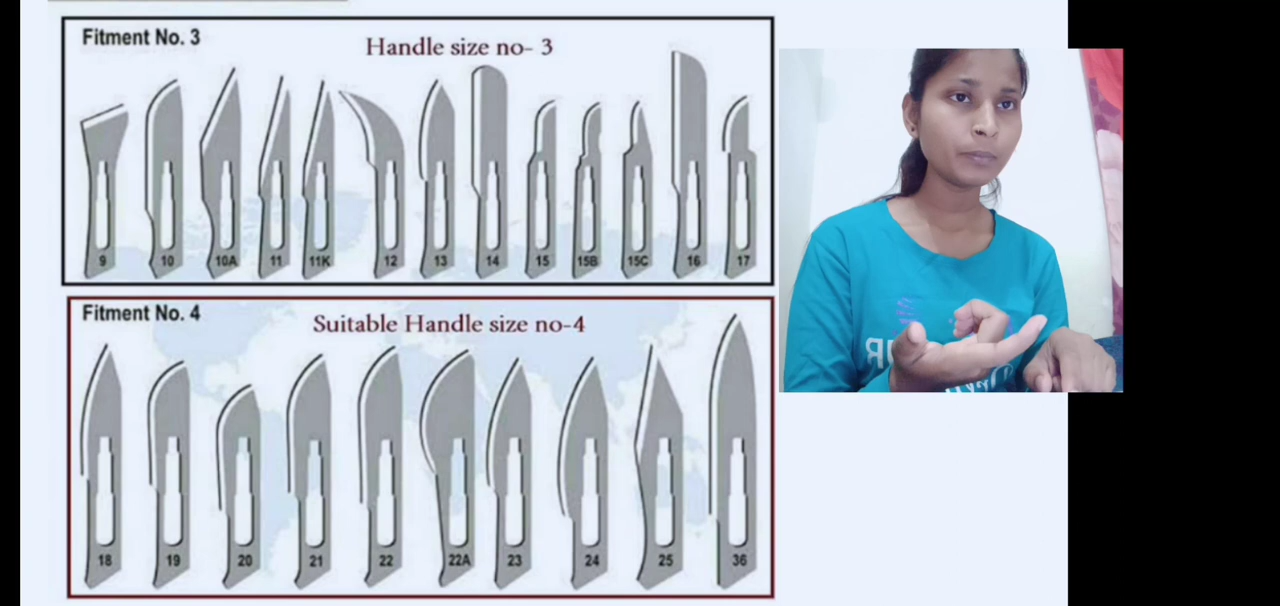 Fitment No. 3
Handle size no- 3
9 10 10A 11 11K 12 13 14 15 15B 15C 16 17
Fitment No. 4
Suitable Handle size no-4
18 19 20 21 22 22A 23 24 25 36